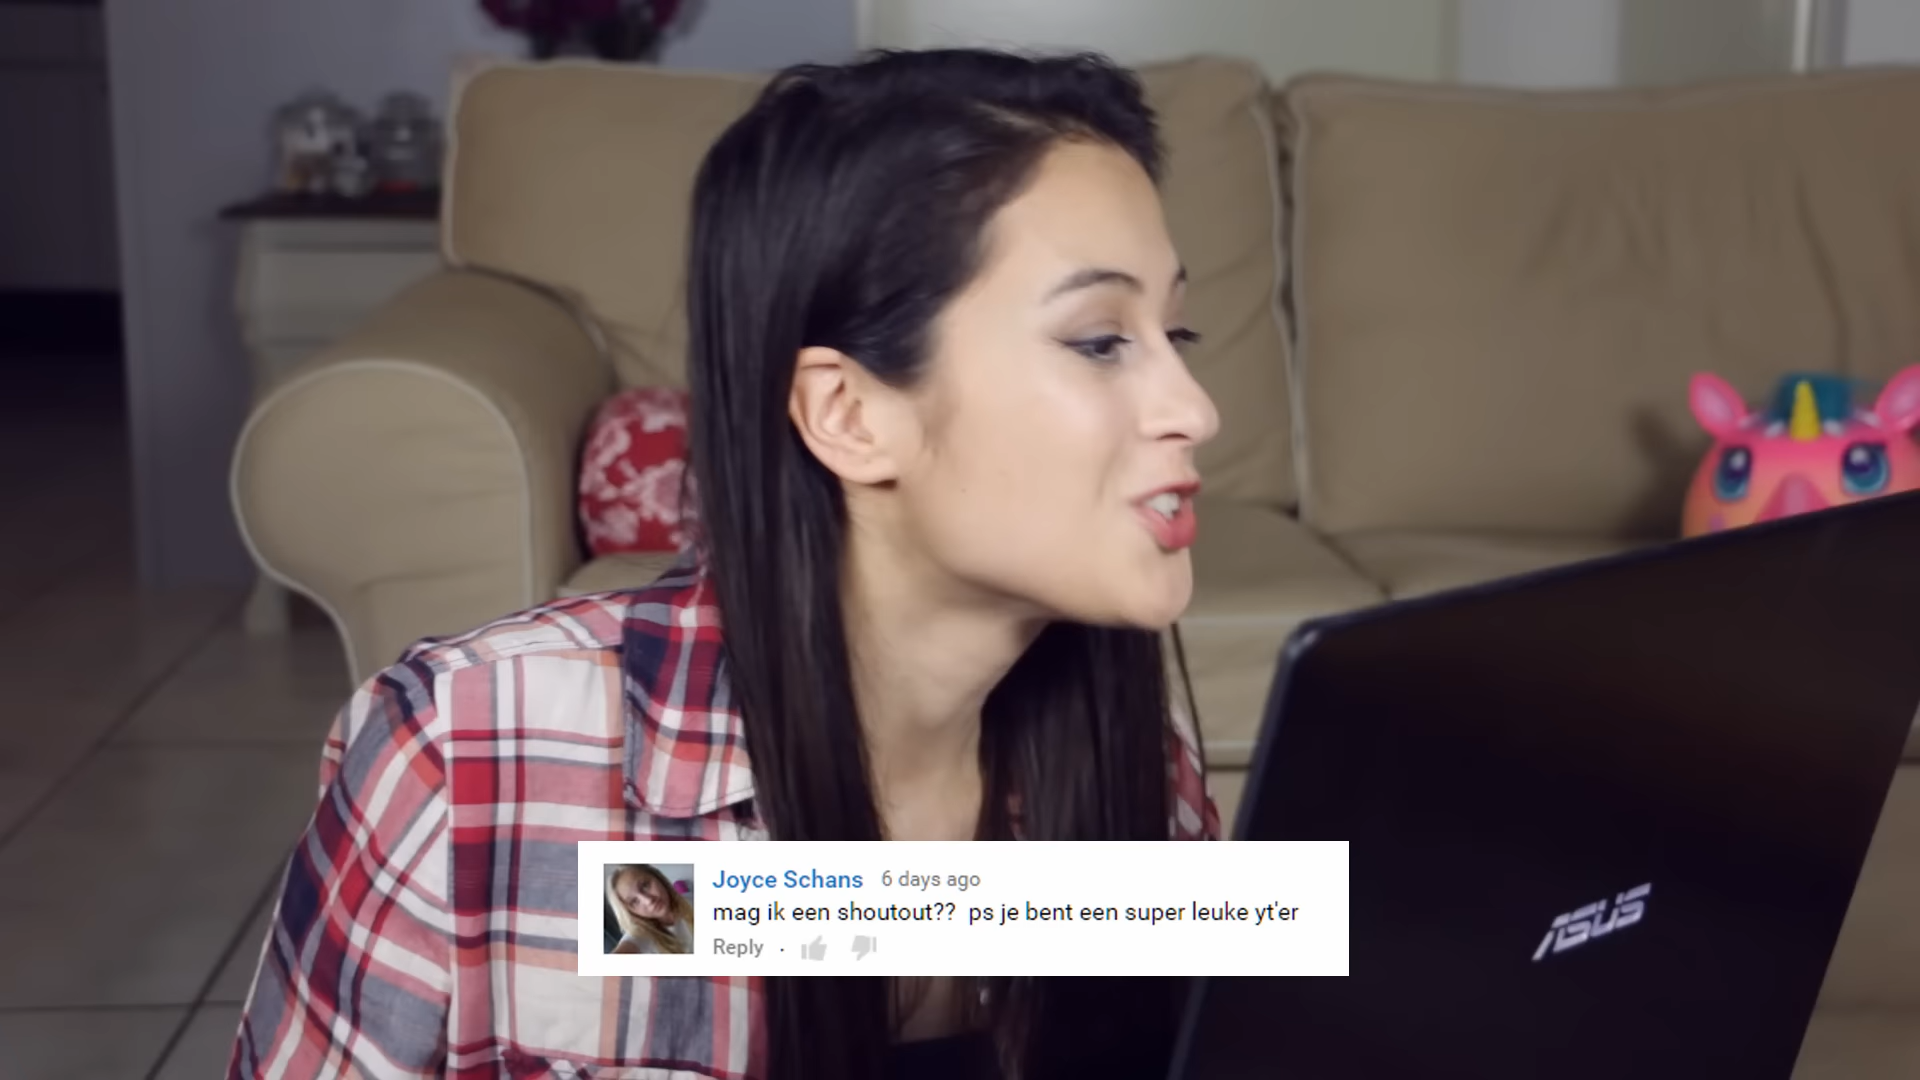 Joyce Schans 6 days ago
mag ik een shoutout?? ps je bent een super leuke yt'er
Reply ·
ASUS